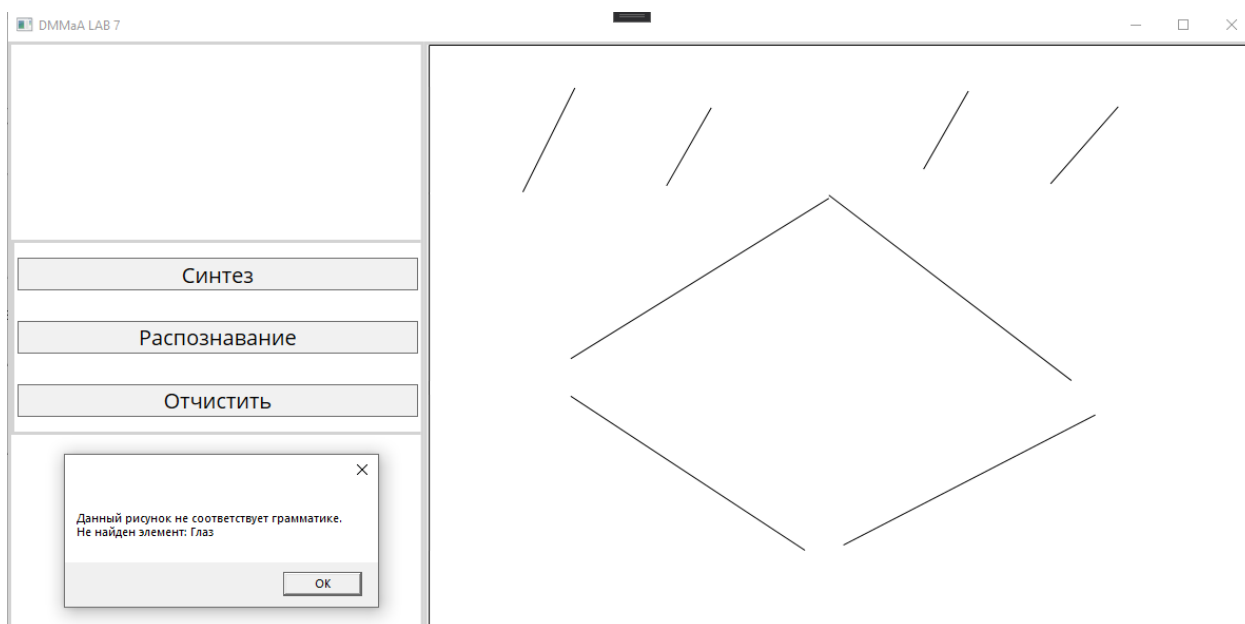 DMMaA LAB 7
Синтез
Распознавание
Отчистить
Данный рисунок не соответствует грамматике.
Не найден элемент: Глаз
OK